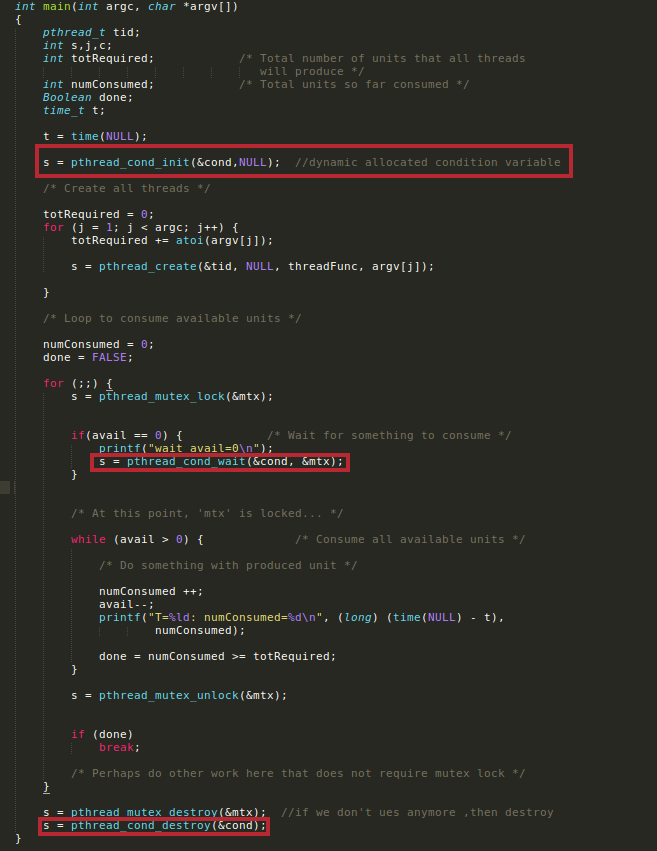 int main(int argc, char *argv[])
{
pthread_t tid;
int s,j,c;
int totRequired; /* Total number of units that all threads
will produce */
int numConsumed; /* Total units so far consumed */
Boolean done;
time_t t;
t = time(NULL);
s = pthread_cond_init(&cond,NULL); //dynamic allocated condition variable
/* Create all threads */
totRequired = 0;
for (j = 1; j < argc; j++) {
totRequired += atoi(argv[j]);
s = pthread_create(&tid, NULL, threadFunc, argv[j]);
}
/* Loop to consume available units */
numConsumed = 0;
done = FALSE;
for (;;) {
s = pthread_mutex_lock(&mtx);
if(avail == 0) { /* Wait for something to consume */
printf("wait avail=0\n");
s = pthread_cond_wait(&cond, &mtx);
}
/* At this point, 'mtx' is locked... */
while (avail > 0) { /* Consume all available units */
/* Do something with produced unit */
numConsumed ++;
avail--;
printf("T=%ld: numConsumed=%d\n", (long) (time(NULL) - t),
numConsumed);
done = numConsumed >= totRequired;
}
s = pthread_mutex_unlock(&mtx);
if (done)
break;
/* Perhaps do other work here that does not require mutex lock */
}
s = pthread_mutex_destroy(&mtx); //if we don't ues anymore ,then destroy
s = pthread_cond_destroy(&cond);
}